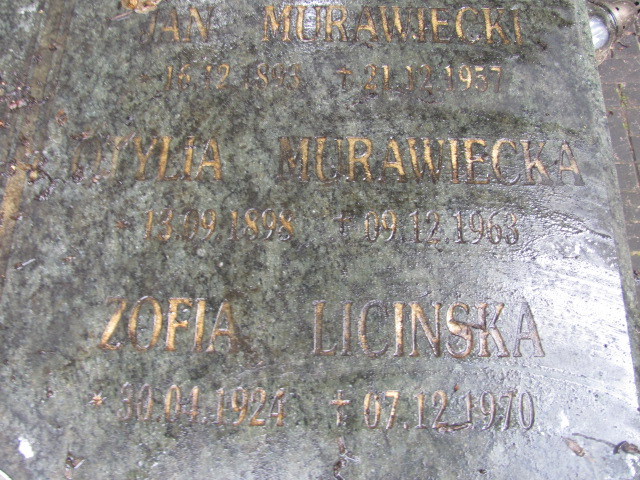 JAN MURAWIECKI
* 16.12.1893 † 21.12.1957
OTYLIA MURAWIECKA
* 13.09.1898 † 09.12.1963
ZOFIA LICINSKA
* 30.04.1924 † 07.12.1970